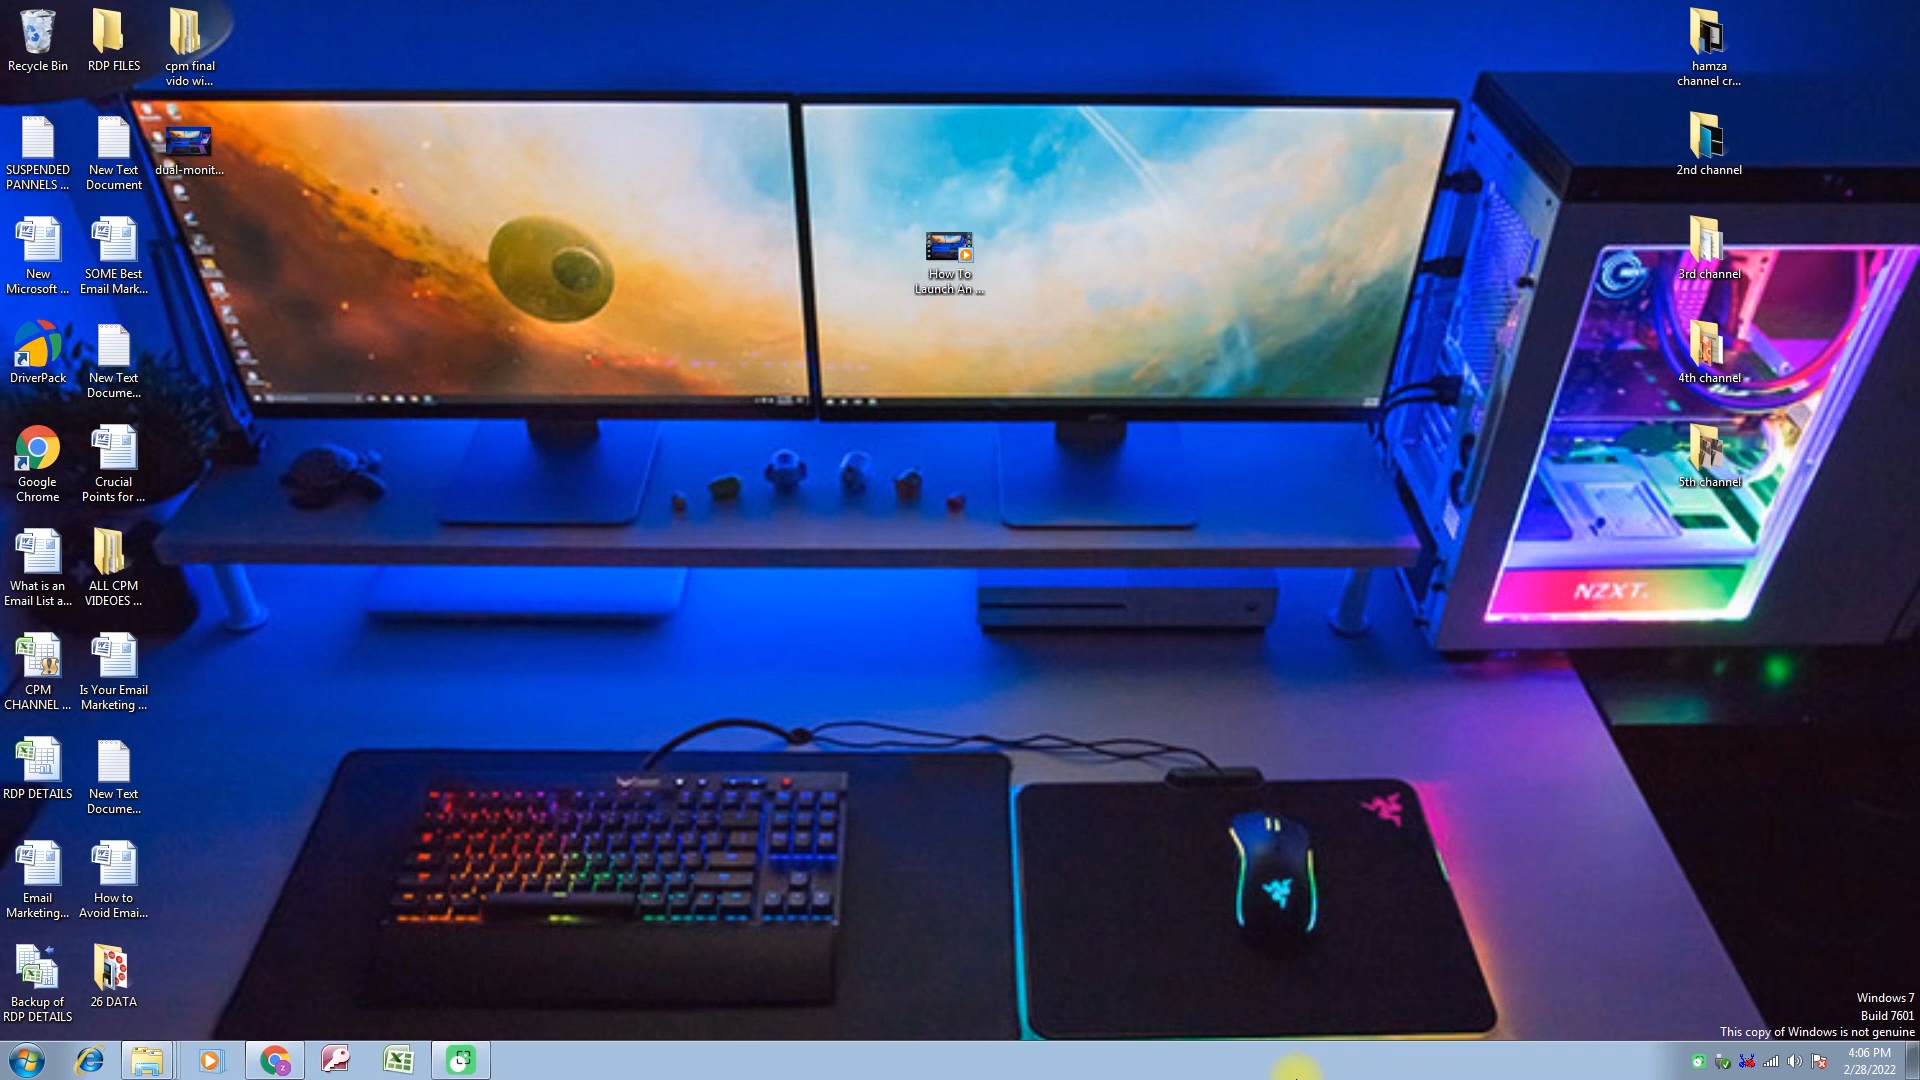 Recycle Bin
RDP FILES
cpm final
vido wi...
SUSPENDED
PANNELS ...
New Text
Document
dual-monit...
New
Microsoft ...
SOME Best
Email Mark...
DriverPack
New Text
Docume...
Google
Chrome
Crucial
Points for ...
What is an
Email List a...
ALL CPM
VIDEOES ...
CPM
CHANNEL ...
Is Your Email
Marketing ...
RDP DETAILS
New Text
Docume...
Email
Marketing...
How to
Avoid Emai...
Backup of
RDP DETAILS
26 DATA
How To
Launch An ...
hamza
channel cr...
2nd channel
3rd channel
4th channel
5th channel
NZXT.
Windows 7
Build 7601
This copy of Windows is not genuine
4:06 PM
2/28/2022